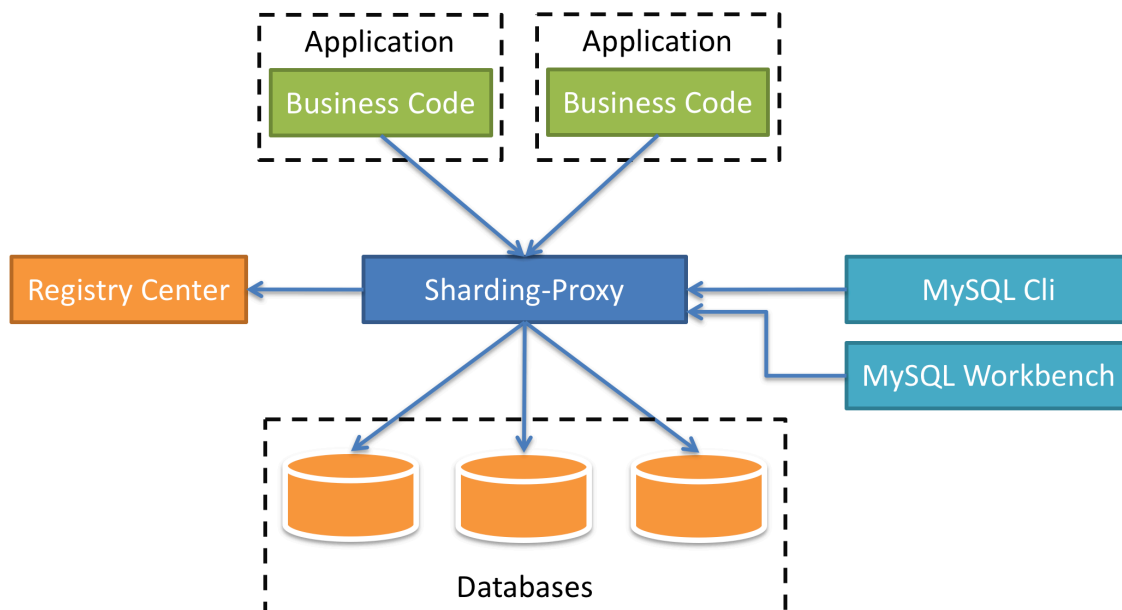 Application
Application
Business Code
Business Code
Registry Center
Sharding-Proxy
MySQL Cli
MySQL Workbench
Databases